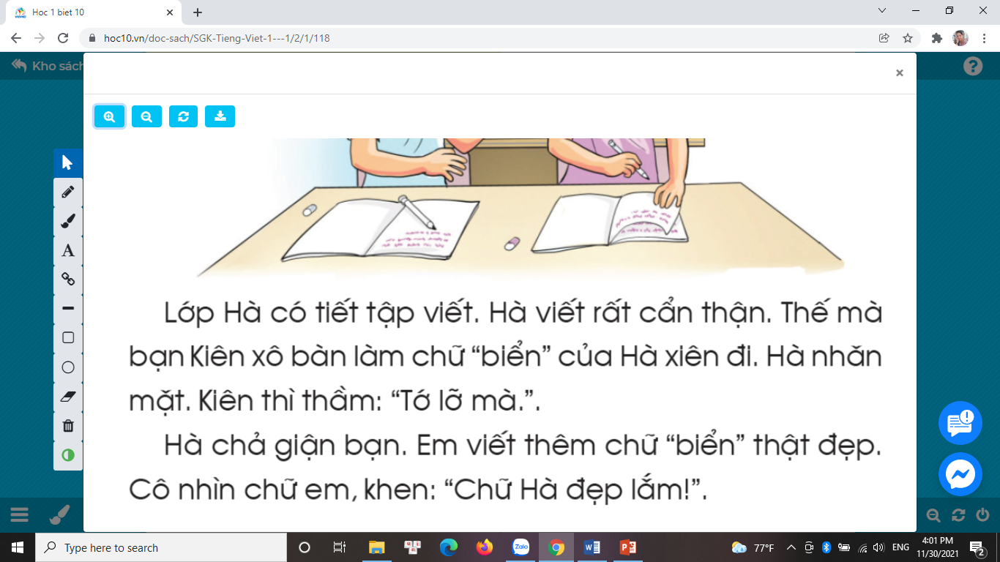 Hoc 1 biet 10
hoc10.vn/doc-sach/SGK-Tieng-Viet-1---1/2/1/118
Kho sách
A
Lớp Hà có tiết tập viết. Hà viết rất cẩn thận. Thế mà
bạn Kiên xô bàn làm chữ “biển” của Hà xiên đi. Hà nhăn
mặt. Kiên thì thầm: “Tớ lỡ mà.”.
Hà chả giận bạn. Em viết thêm chữ “biển” thật đẹp.
Cô nhìn chữ em, khen: “Chữ Hà đẹp lắm!”.
Type here to search
Zalo
77°F
ENG
4:01 PM
11/30/2021
2